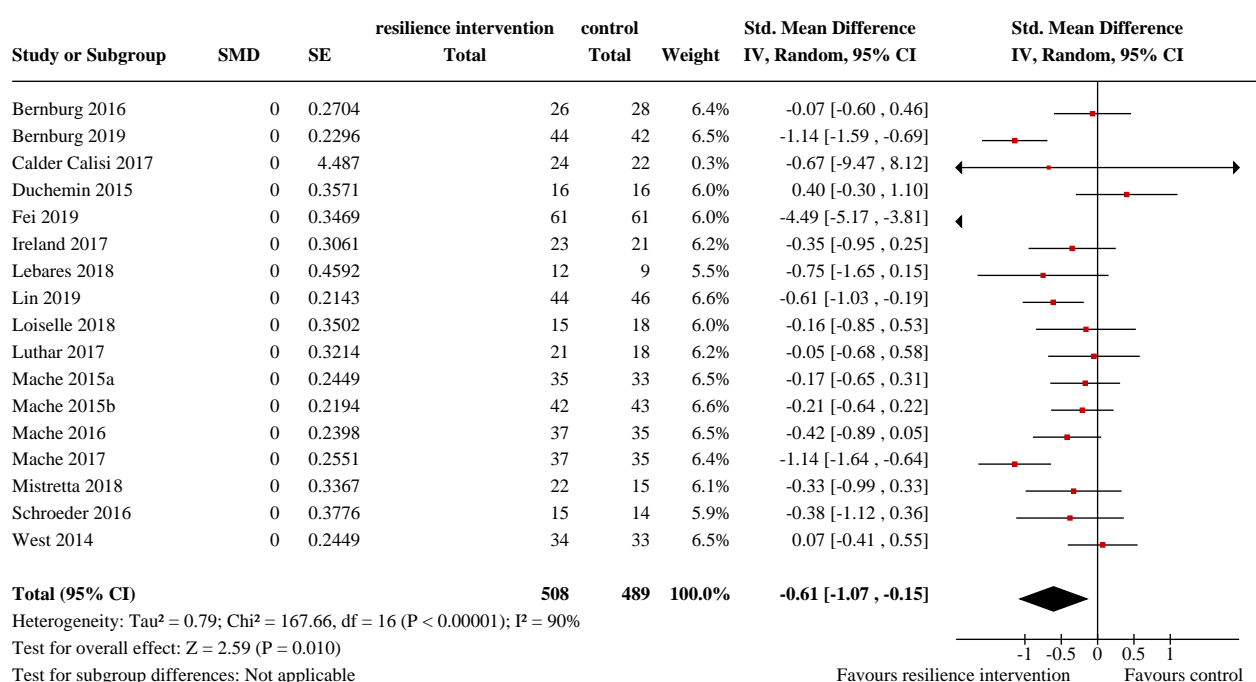 resilience intervention control Std. Mean Difference Std. Mean Difference
Study or Subgroup SMD SE Total Total Weight IV, Random, 95% CI IV, Random, 95% CI
Bernburg 2016 0 0.2704 26 28 6.4% -0.07 [-0.60 , 0.46]
Bernburg 2019 0 0.2296 44 42 6.5% -1.14 [-1.59 , -0.69]
Calder Calisi 2017 0 4.487 24 22 0.3% -0.67 [-9.47 , 8.12]
Duchemin 2015 0 0.3571 16 16 6.0% 0.40 [-0.30 , 1.10]
Fei 2019 0 0.3469 61 61 6.0% -4.49 [-5.17 , -3.81]
Ireland 2017 0 0.3061 23 21 6.2% -0.35 [-0.95 , 0.25]
Lebares 2018 0 0.4592 12 9 5.5% -0.75 [-1.65 , 0.15]
Lin 2019 0 0.2143 44 46 6.6% -0.61 [-1.03 , -0.19]
Loiselle 2018 0 0.3502 15 18 6.0% -0.16 [-0.85 , 0.53]
Luthar 2017 0 0.3214 21 18 6.2% -0.05 [-0.68 , 0.58]
Mache 2015a 0 0.2449 35 33 6.5% -0.17 [-0.65 , 0.31]
Mache 2015b 0 0.2194 42 43 6.6% -0.21 [-0.64 , 0.22]
Mache 2016 0 0.2398 37 35 6.5% -0.42 [-0.89 , 0.05]
Mache 2017 0 0.2551 37 35 6.4% -1.14 [-1.64 , -0.64]
Mistretta 2018 0 0.3367 22 15 6.1% -0.33 [-0.99 , 0.33]
Schroeder 2016 0 0.3776 15 14 5.9% -0.38 [-1.12 , 0.36]
West 2014 0 0.2449 34 33 6.5% 0.07 [-0.41 , 0.55]
Total (95% CI) 508 489 100.0% -0.61 [-1.07 , -0.15]
Heterogeneity: Tau² = 0.79; Chi² = 167.66, df = 16 (P < 0.00001); I² = 90%
Test for overall effect: Z = 2.59 (P = 0.010)
-1 -0.5 0 0.5 1
Test for subgroup differences: Not applicable Favours resilience intervention Favours control